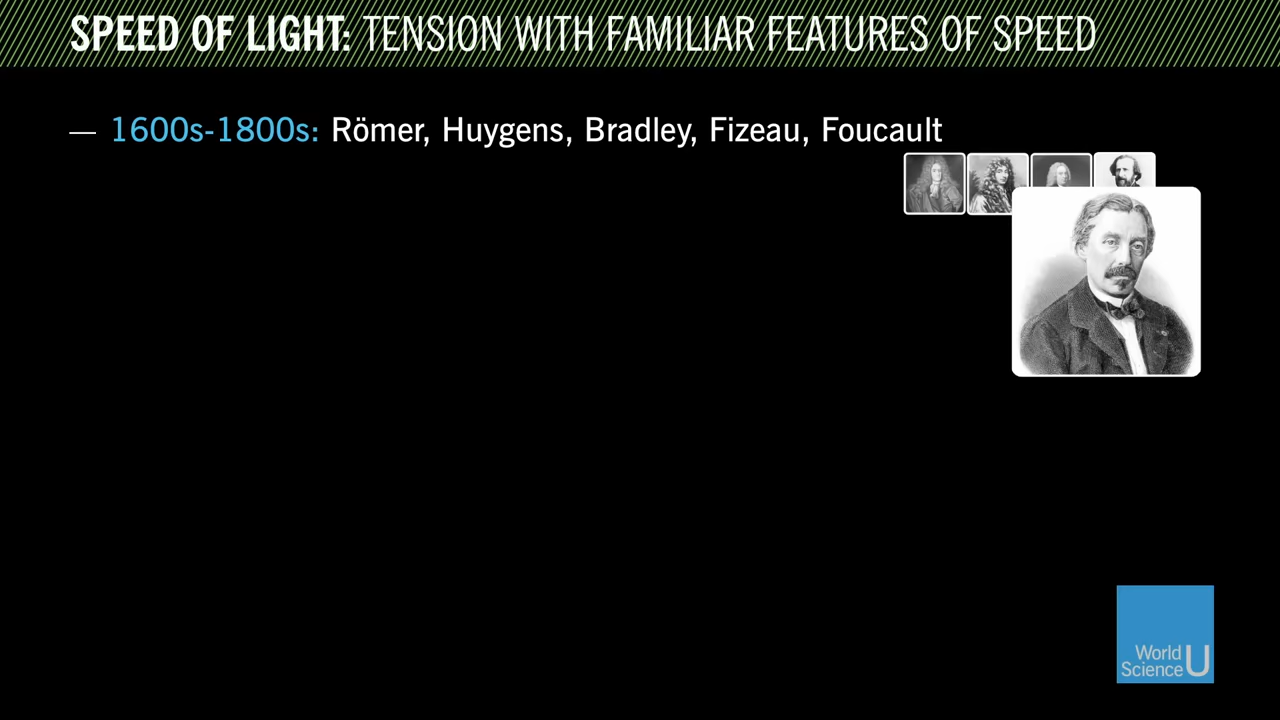 SPEED OF LIGHT: TENSION WITH FAMILIAR FEATURES OF SPEED
— 1600s-1800s: Römer, Huygens, Bradley, Fizeau, Foucault
World
Science U